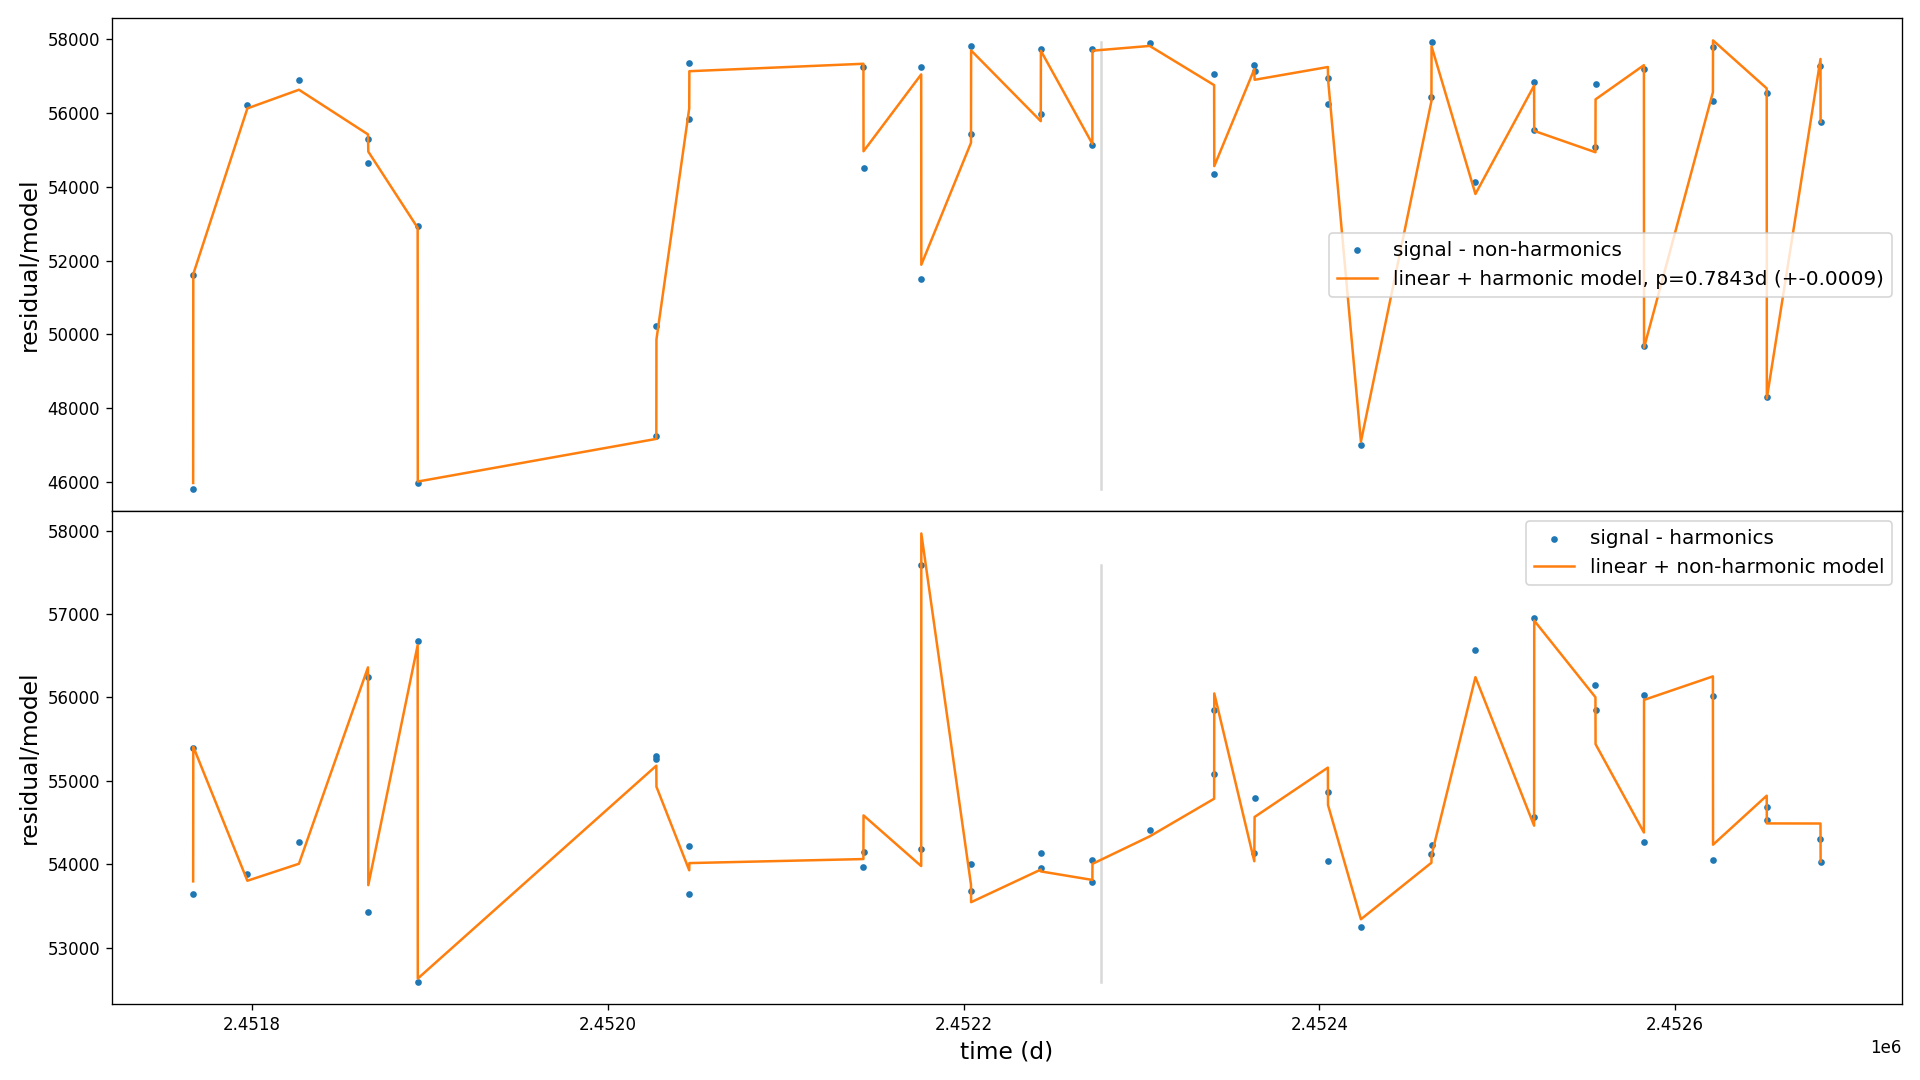 58000
56000
54000
52000
50000
48000
46000
residual/model
signal - non-harmonics
linear + harmonic model, p=0.7843d (+-0.0009)
58000
57000
56000
55000
54000
53000
residual/model
signal - harmonics
linear + non-harmonic model
2.4518
2.4520
2.4522
2.4524
2.4526
1e6
time (d)